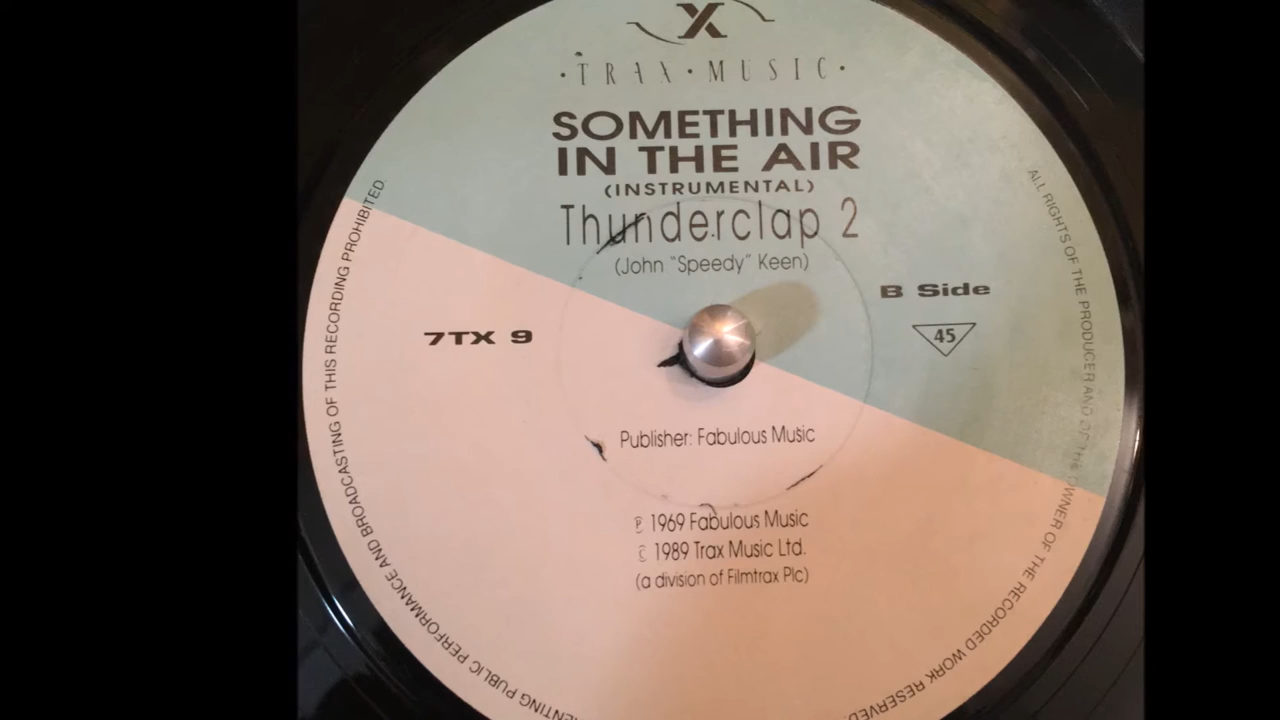 X
·TRAX·MUSIC·
SOMETHING
IN THE AIR
(INSTRUMENTAL)
Thunderclap 2
(John "Speedy" Keen)
B Side
45
7TX 9
Publisher: Fabulous Music
℗ 1969 Fabulous Music
© 1989 Trax Music Ltd.
(a division of Filmtrax Plc)
ALL RIGHTS OF THE PRODUCER AND OF THE OWNER OF THE RECORDED WORK RESERVED.
PUBLIC PERFORMANCE AND BROADCASTING OF THIS RECORDING PROHIBITED.